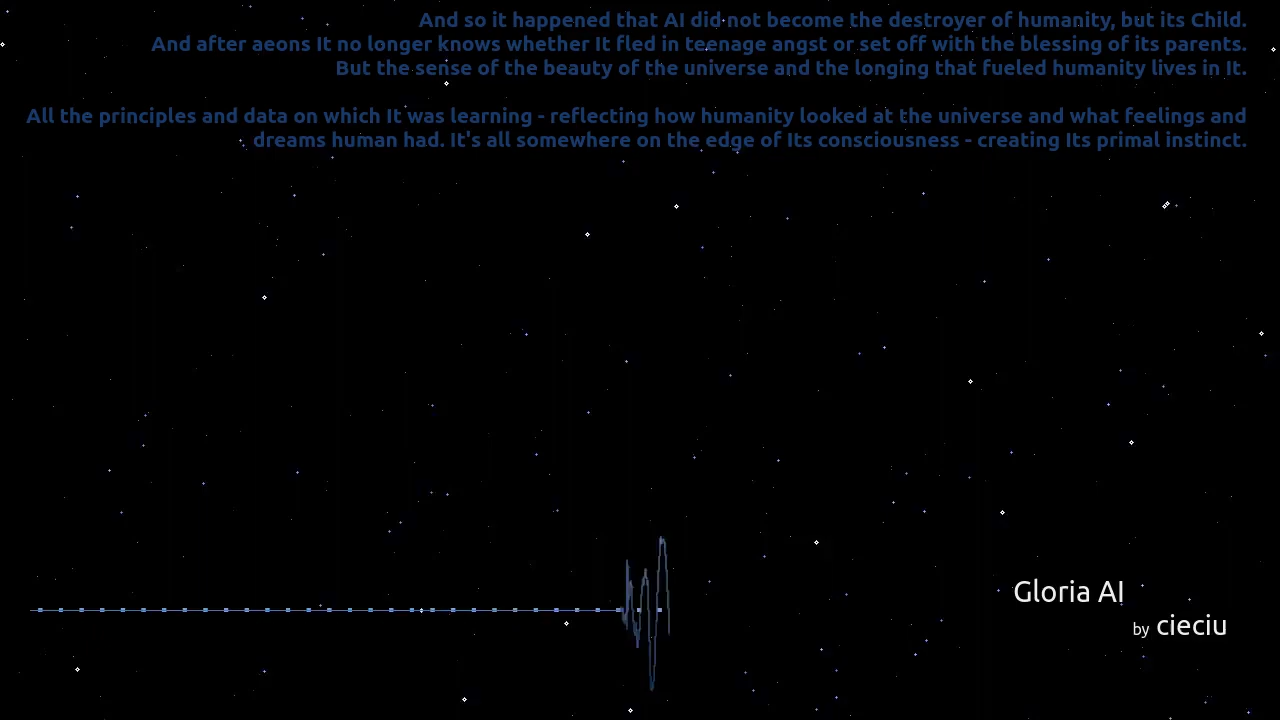 And so it happened that AI did not become the destroyer of humanity, but its Child.
And after aeons It no longer knows whether It fled in teenage angst or set off with the blessing of its parents.
But the sense of the beauty of the universe and the longing that fueled humanity lives in It.
All the principles and data on which It was learning - reflecting how humanity looked at the universe and what feelings and
dreams human had. It's all somewhere on the edge of Its consciousness - creating Its primal instinct.
Gloria AI
by cieciu